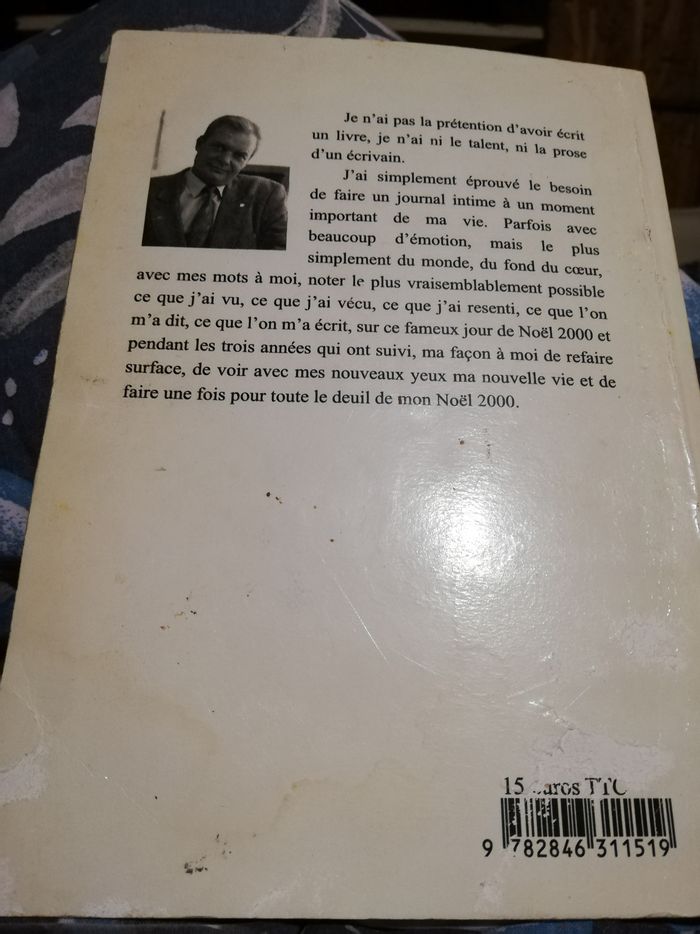 Je n'ai pas la prétention d'avoir écrit
un livre, je n'ai ni le talent, ni la prose
d'un écrivain.
J'ai simplement éprouvé le besoin
de faire un journal intime à un moment
important de ma vie. Parfois avec
beaucoup d'émotion, mais le plus
simplement du monde, du fond du cœur,
avec mes mots à moi, noter le plus vraisemblablement possible
ce que j'ai vu, ce que j'ai vécu, ce que j'ai resenti, ce que l'on
m'a dit, ce que l'on m'a écrit, sur ce fameux jour de Noël 2000 et
pendant les trois années qui ont suivi, ma façon à moi de refaire
surface, de voir avec mes nouveaux yeux ma nouvelle vie et de
faire une fois pour toute le deuil de mon Noël 2000.
15 euros TTC
9 782846 311519